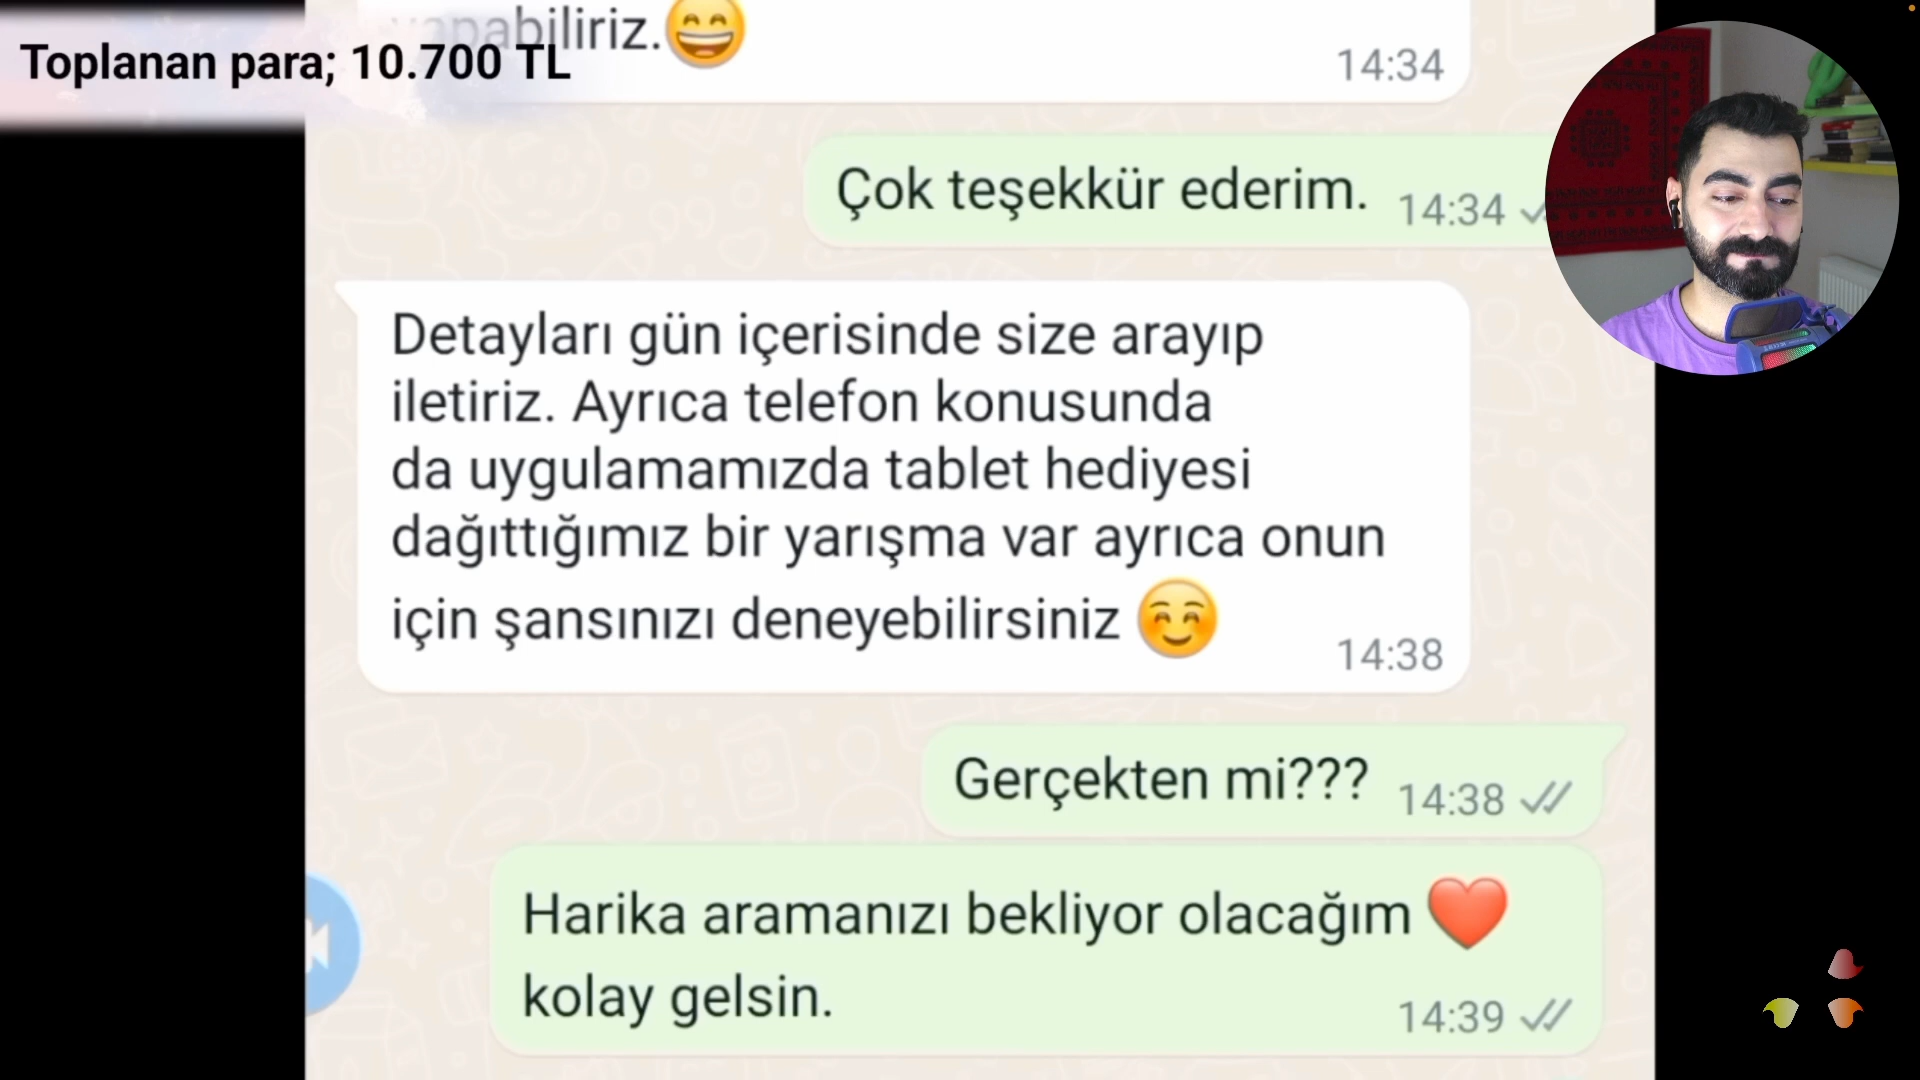 yapabiliriz.😄
14:34
Toplanan para; 10.700 TL
Çok teşekkür ederim. 14:34
Detayları gün içerisinde size arayıp
iletiriz. Ayrıca telefon konusunda
da uygulamamızda tablet hediyesi
dağıttığımız bir yarışma var ayrıca onun
için şansınızı deneyebilirsiniz ☺️
14:38
Gerçekten mi??? 14:38
Harika aramanızı bekliyor olacağım ❤️
kolay gelsin.
14:39